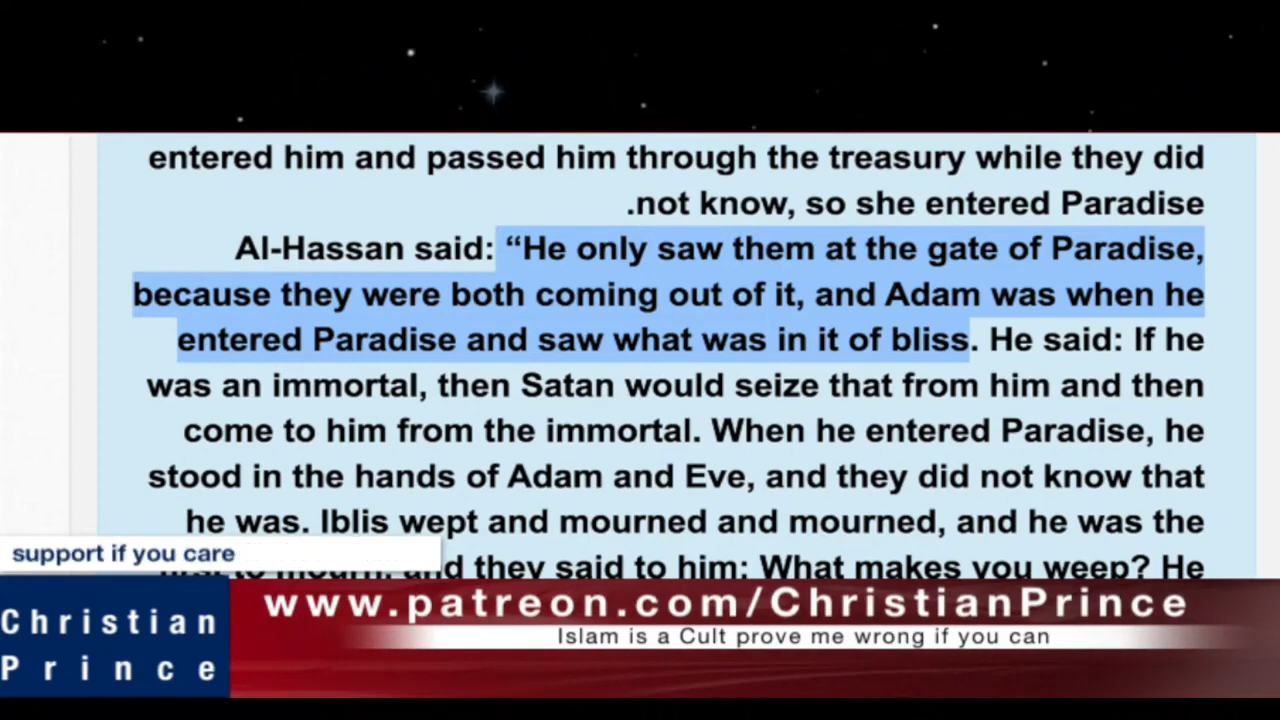 entered him and passed him through the treasury while they did
.not know, so she entered Paradise
Al-Hassan said: “He only saw them at the gate of Paradise,
because they were both coming out of it, and Adam was when he
entered Paradise and saw what was in it of bliss. He said: If he
was an immortal, then Satan would seize that from him and then
come to him from the immortal. When he entered Paradise, he
stood in the hands of Adam and Eve, and they did not know that
he was. Iblis wept and mourned and mourned, and he was the
first to mourn, and they said to him: What makes you weep? He
support if you care
www.patreon.com/ChristianPrince
Islam is a Cult prove me wrong if you can
Christian
Prince